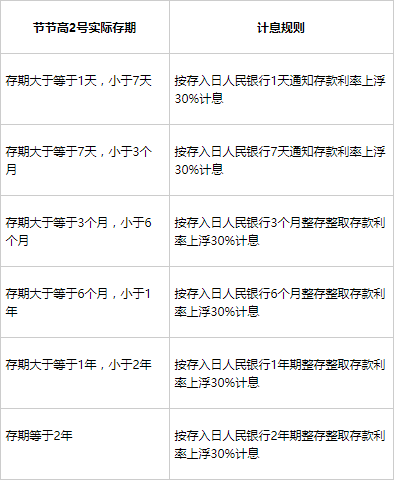 节节高2号实际存期
计息规则
存期大于等于1天，小于7天
按存入日人民银行1天通知存款利率上浮
30%计息
存期大于等于7天，小于3个
月
按存入日人民银行7天通知存款利率上浮
30%计息
存期大于等于3个月，小于6
个月
按存入日人民银行3个月整存整取存款利
率上浮30%计息
存期大于等于6个月，小于1
年
按存入日人民银行6个月整存整取存款利
率上浮30%计息
存期大于等于1年，小于2年
按存入日人民银行1年期整存整取存款利
率上浮30%计息
存期等于2年
按存入日人民银行2年期整存整取存款利
率上浮30%计息